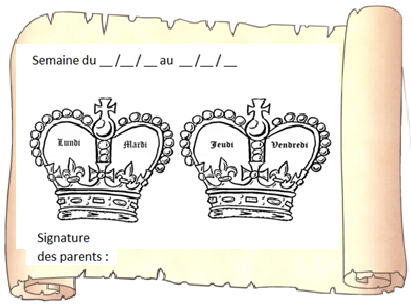 Semaine du __ /__ / __ au __ /__ / __
Lundi Mardi Jeudi Vendredi
Signature
des parents :